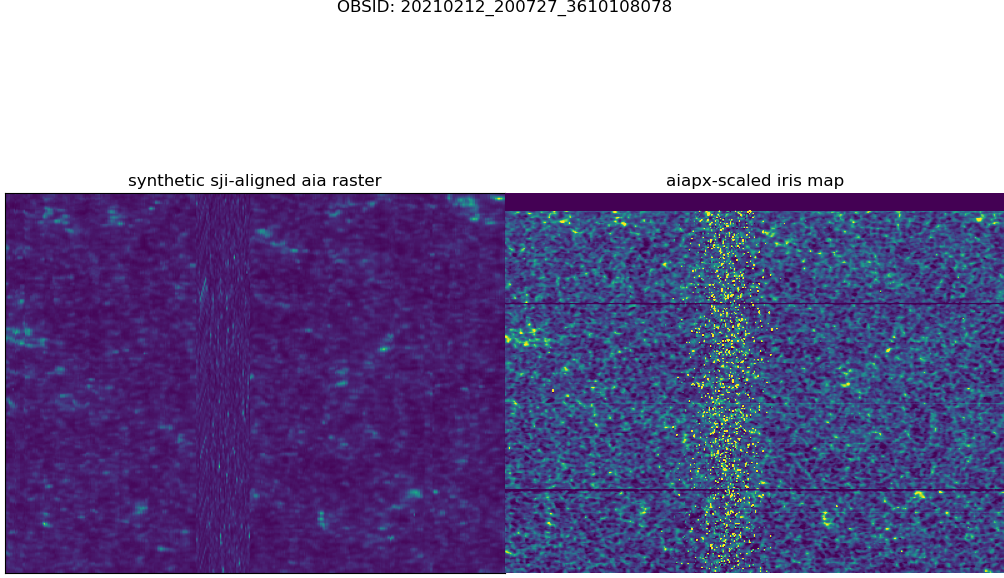 OBSID: 20210212_200727_3610108078
synthetic sji-aligned aia raster
aiapx-scaled iris map